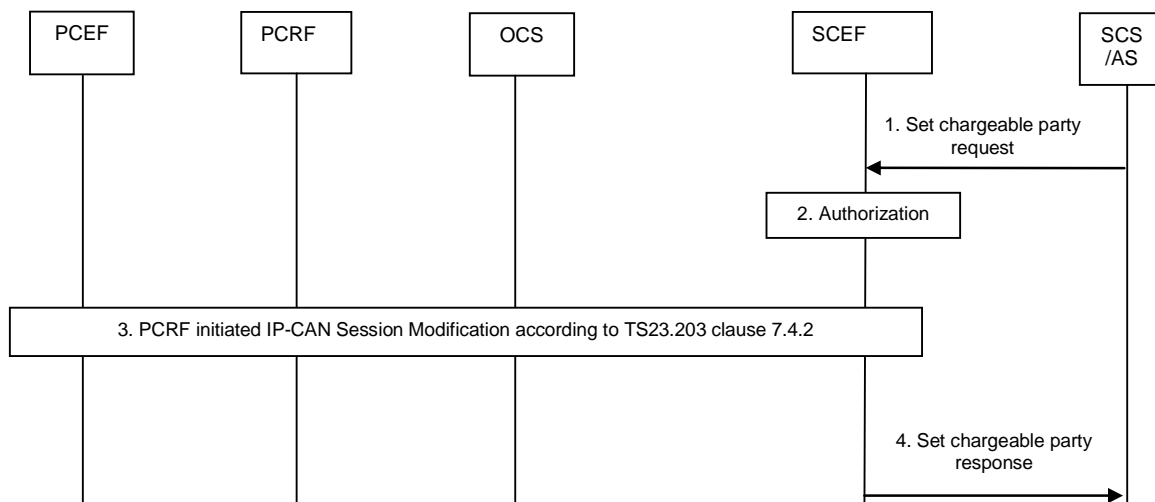 PCEF
PCRF
OCS
SCEF
SCS
/AS
1. Set chargeable party
request
2. Authorization
3. PCRF initiated IP-CAN Session Modification according to TS23.203 clause 7.4.2
4. Set chargeable party
response